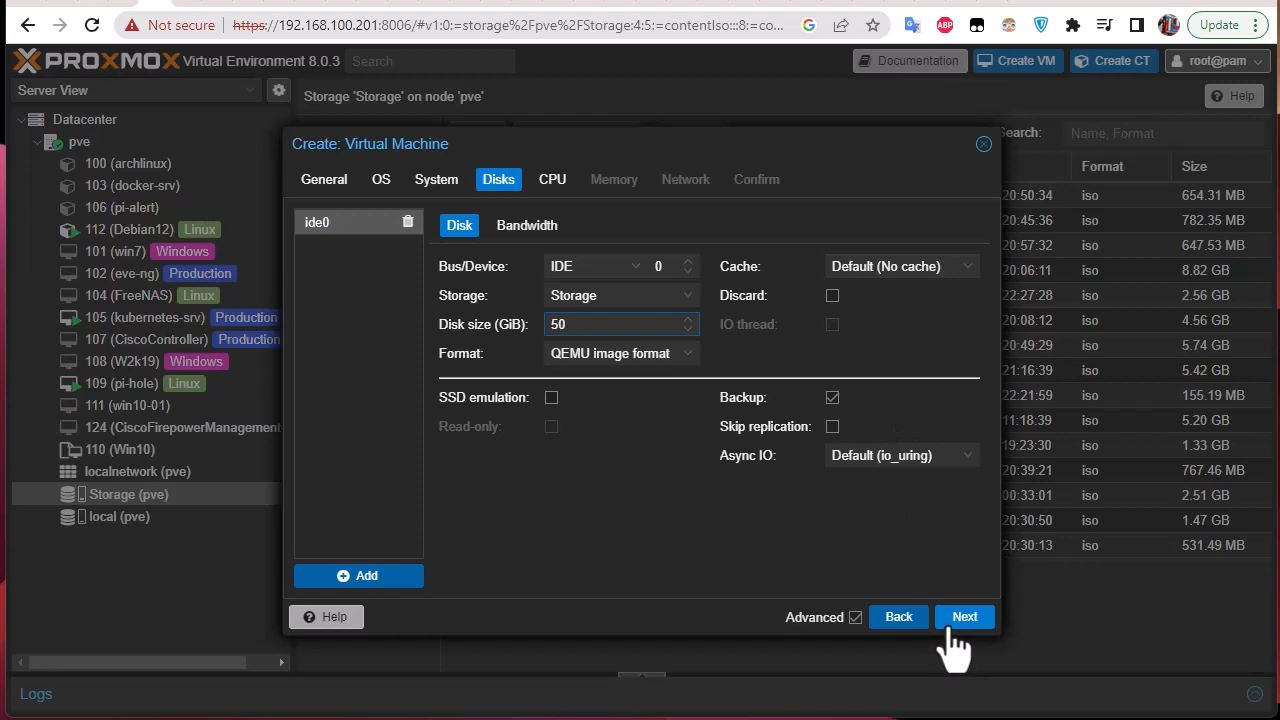 Not secure https://192.168.100.201:8006/#v1:0:=storage%2Fpve%2FStorage:4:5:=contentIso:::8:=co...
Update
PROXMOX Virtual Environment 8.0.3 Search
Documentation Create VM Create CT root@pam
Server View
Storage 'Storage' on node 'pve'
Help
Datacenter
pve
100 (archlinux)
103 (docker-srv)
106 (pi-alert)
112 (Debian12) Linux
101 (win7) Windows
102 (eve-ng) Production
104 (FreeNAS) Linux
105 (kubernetes-srv) Production
107 (CiscoController) Production
108 (W2k19) Windows
109 (pi-hole) Linux
111 (win10-01)
124 (CiscoFirepowerManagement
110 (Win10)
localnetwork (pve)
Storage (pve)
local (pve)
Create: Virtual Machine
General OS System Disks CPU Memory Network Confirm
ide0
Add
Disk Bandwidth
Bus/Device: IDE 0
Storage: Storage
Disk size (GiB): 50
Format: QEMU image format
Cache: Default (No cache)
Discard:
IO thread:
SSD emulation:
Read-only:
Backup:
Skip replication:
Async IO: Default (io_uring)
Help
Advanced Back Next
Search: Name, Format
Format Size
20:50:34 iso 654.31 MB
20:45:36 iso 782.35 MB
20:57:32 iso 647.53 MB
20:06:11 iso 8.82 GB
22:27:28 iso 2.56 GB
20:08:12 iso 4.56 GB
20:49:29 iso 5.74 GB
21:16:39 iso 5.42 GB
22:21:59 iso 155.19 MB
11:18:39 iso 5.20 GB
19:23:30 iso 1.33 GB
20:39:21 iso 767.46 MB
00:33:01 iso 2.51 GB
20:30:50 iso 1.47 GB
20:30:13 iso 531.49 MB
Logs